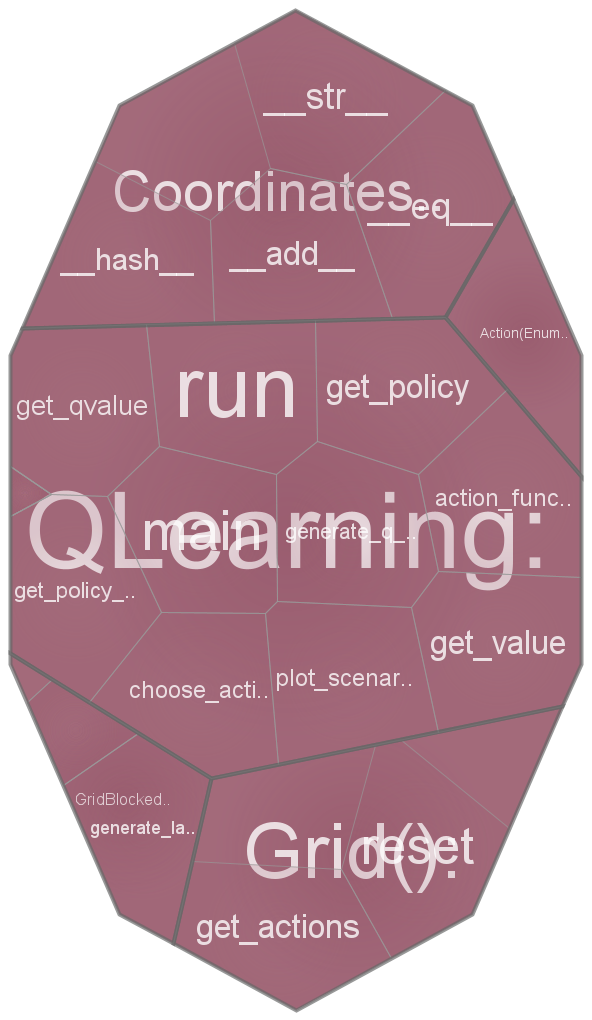 __str__
Coordinates..
__eq__
__hash__
__add__
Action(Enum..
run
get_policy
get_qvalue
action_func..
QLearning:
main
generate_q_..
get_policy_..
get_value
choose_acti..
plot_scenar..
GridBlocked..
generate_la..
Grid():
reset
get_actions